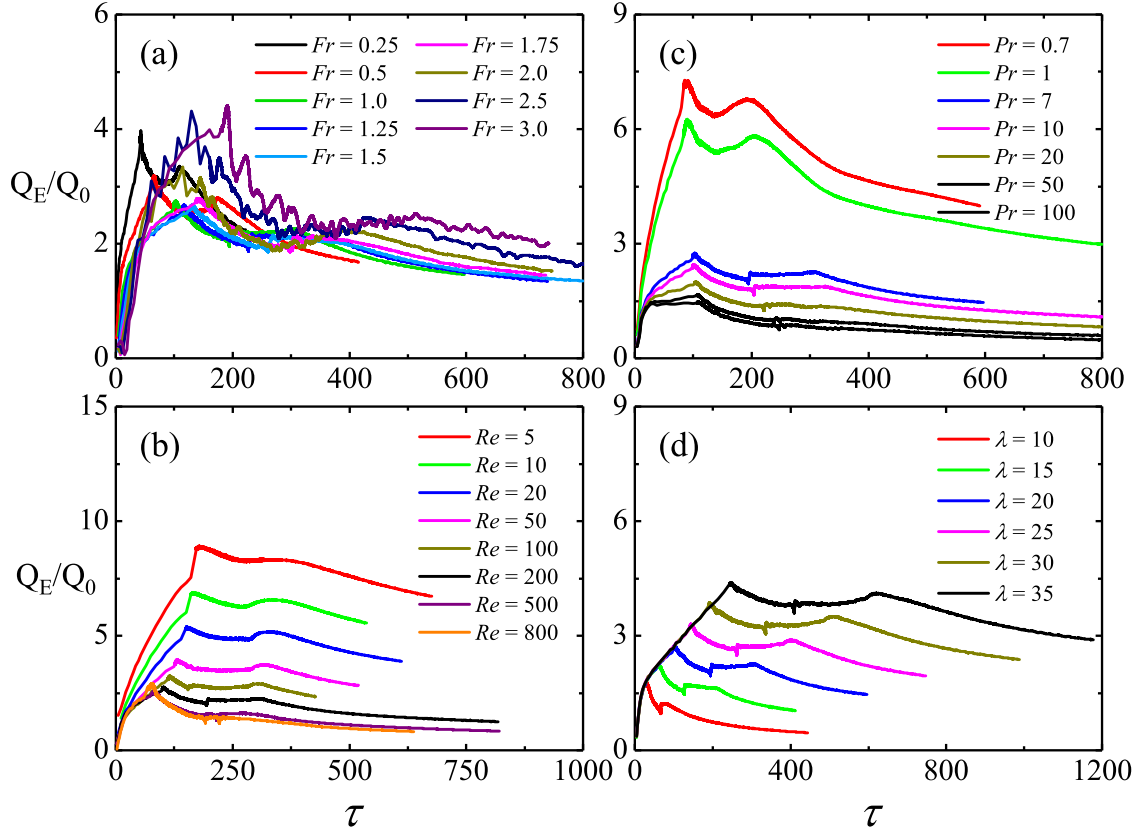 (a)
Fr = 0.25
Fr = 0.5
Fr = 1.0
Fr = 1.25
Fr = 1.5
Fr = 1.75
Fr = 2.0
Fr = 2.5
Fr = 3.0
Q_E/Q_0
6
4
2
0
0 200 400 600 800
(c)
Pr = 0.7
Pr = 1
Pr = 7
Pr = 10
Pr = 20
Pr = 50
Pr = 100
9
6
3
0
0 200 400 600 800
(b)
Re = 5
Re = 10
Re = 20
Re = 50
Re = 100
Re = 200
Re = 500
Re = 800
Q_E/Q_0
15
10
5
0
0 250 500 750 1000
τ
(d)
λ = 10
λ = 15
λ = 20
λ = 25
λ = 30
λ = 35
9
6
3
0
0 400 800 1200
τ